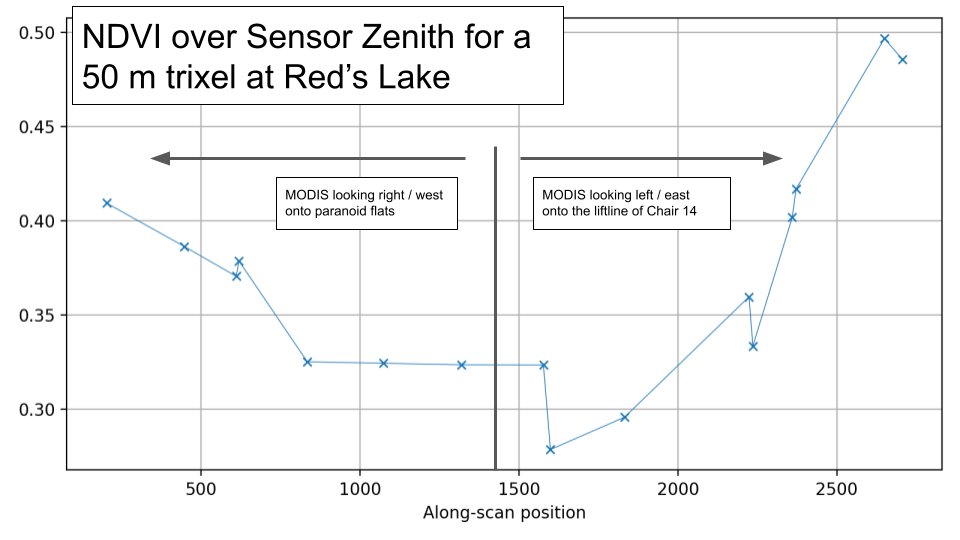 NDVI over Sensor Zenith for a
50 m trixel at Red’s Lake
MODIS looking right / west
onto paranoid flats
MODIS looking left / east
onto the liftline of Chair 14
0.50
0.45
0.40
0.35
0.30
500
1000
1500
2000
2500
Along-scan position